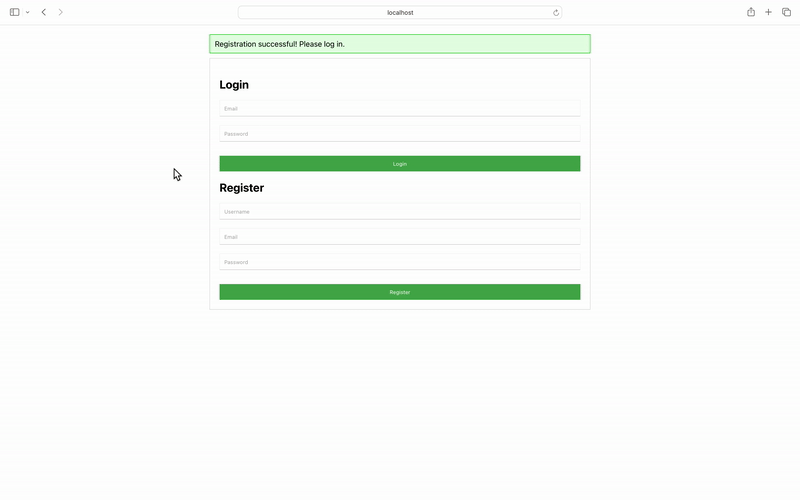 localhost
Registration successful! Please log in.
Login
Email
Password
Login
Register
Username
Email
Password
Register